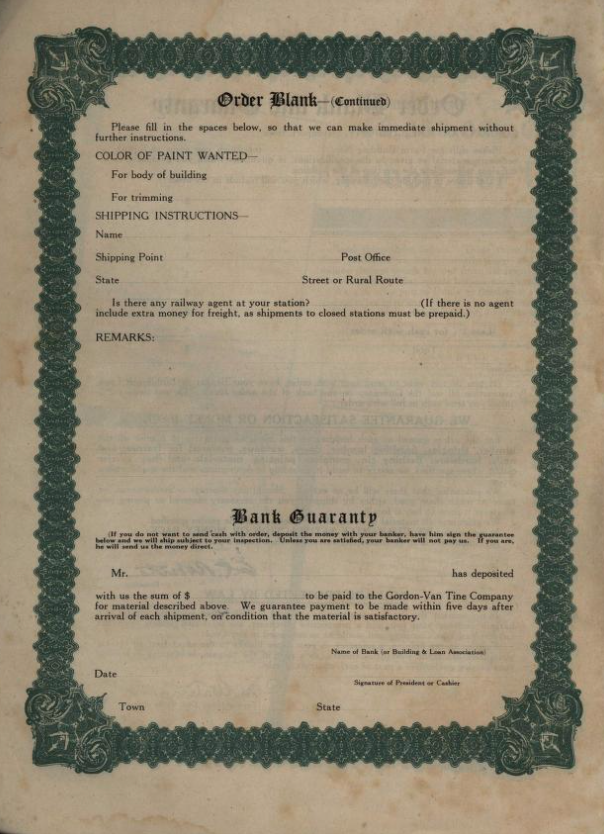 Order Blank—(Continued)
Please fill in the spaces below, so that we can make immediate shipment without
further instructions.
COLOR OF PAINT WANTED—
For body of building
For trimming
SHIPPING INSTRUCTIONS—
Name
Shipping Point Post Office
State Street or Rural Route
Is there any railway agent at your station? (If there is no agent
include extra money for freight, as shipments to closed stations must be prepaid.)
REMARKS:
WE GUARANTEE SATISFACTION OR MONEY BACK
Bank Guaranty
(If you do not want to send cash with order, deposit the money with your banker, have him sign the guarantee
below and we will ship subject to your inspection. Unless you are satisfied, your banker will not pay us. If you are,
he will send us the money direct.
Mr. has deposited
with us the sum of $ to be paid to the Gordon-Van Tine Company
for material described above. We guarantee payment to be made within five days after
arrival of each shipment, on condition that the material is satisfactory.
Name of Bank (or Building & Loan Association)
Date
Signature of President or Cashier
Town State